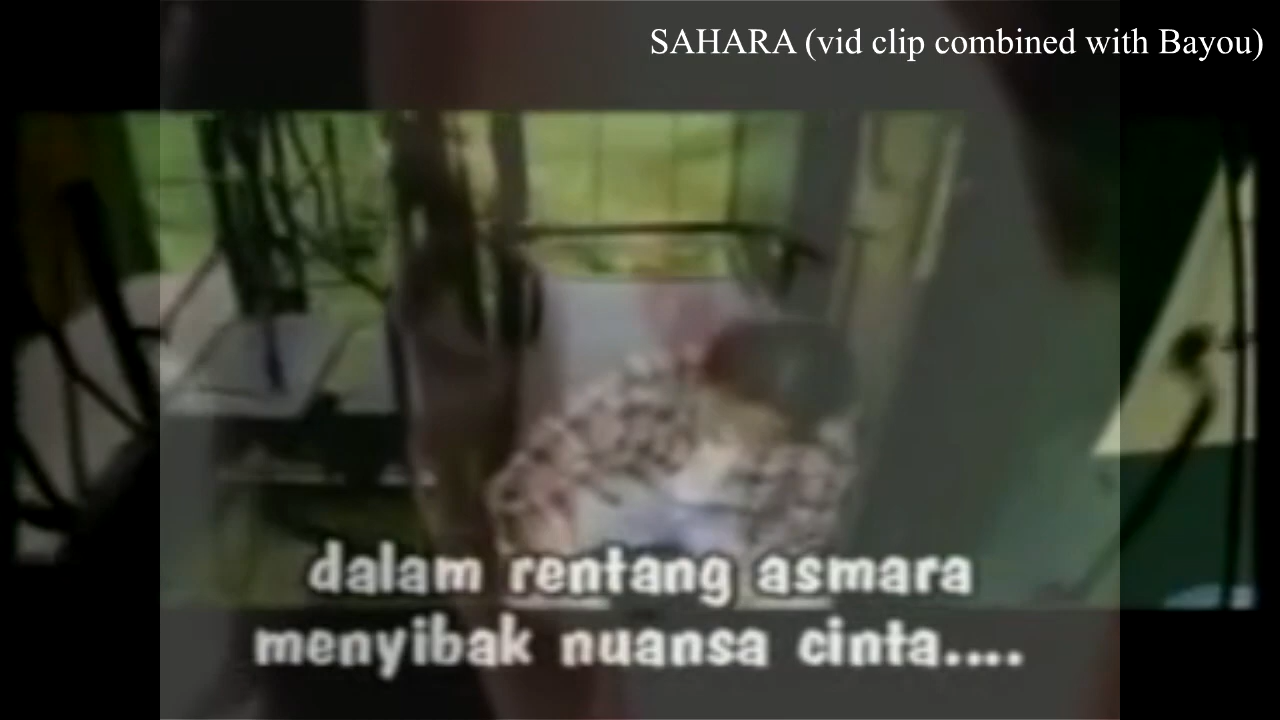 SAHARA (vid clip combined with Bayou)
dalam rentang asmara
menyibak nuansa cinta....